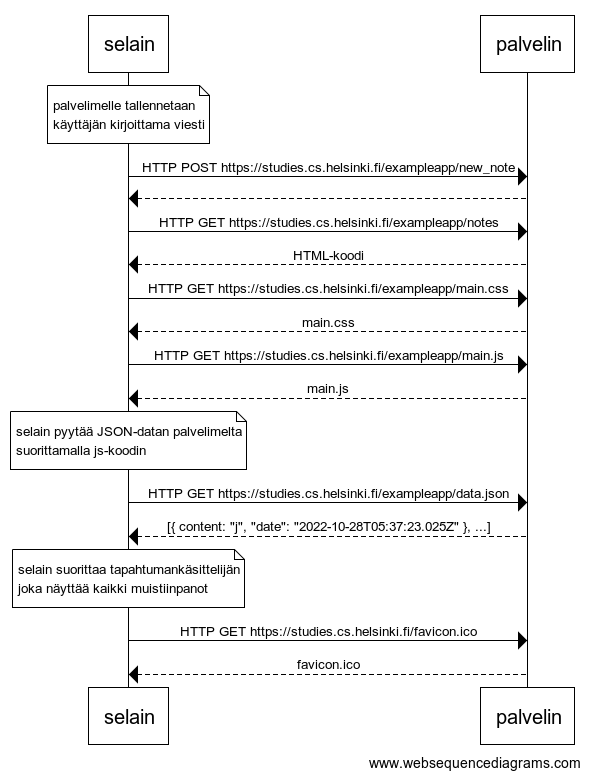 selain palvelin
palvelimelle tallennetaan
käyttäjän kirjoittama viesti
HTTP POST https://studies.cs.helsinki.fi/exampleapp/new_note
HTTP GET https://studies.cs.helsinki.fi/exampleapp/notes
HTML-koodi
HTTP GET https://studies.cs.helsinki.fi/exampleapp/main.css
main.css
HTTP GET https://studies.cs.helsinki.fi/exampleapp/main.js
main.js
selain pyytää JSON-datan palvelimelta
suorittamalla js-koodin
HTTP GET https://studies.cs.helsinki.fi/exampleapp/data.json
[{ content: "j", "date": "2022-10-28T05:37:23.025Z" }, ...]
selain suorittaa tapahtumankäsittelijän
joka näyttää kaikki muistiinpanot
HTTP GET https://studies.cs.helsinki.fi/favicon.ico
favicon.ico
selain palvelin
www.websequencediagrams.com